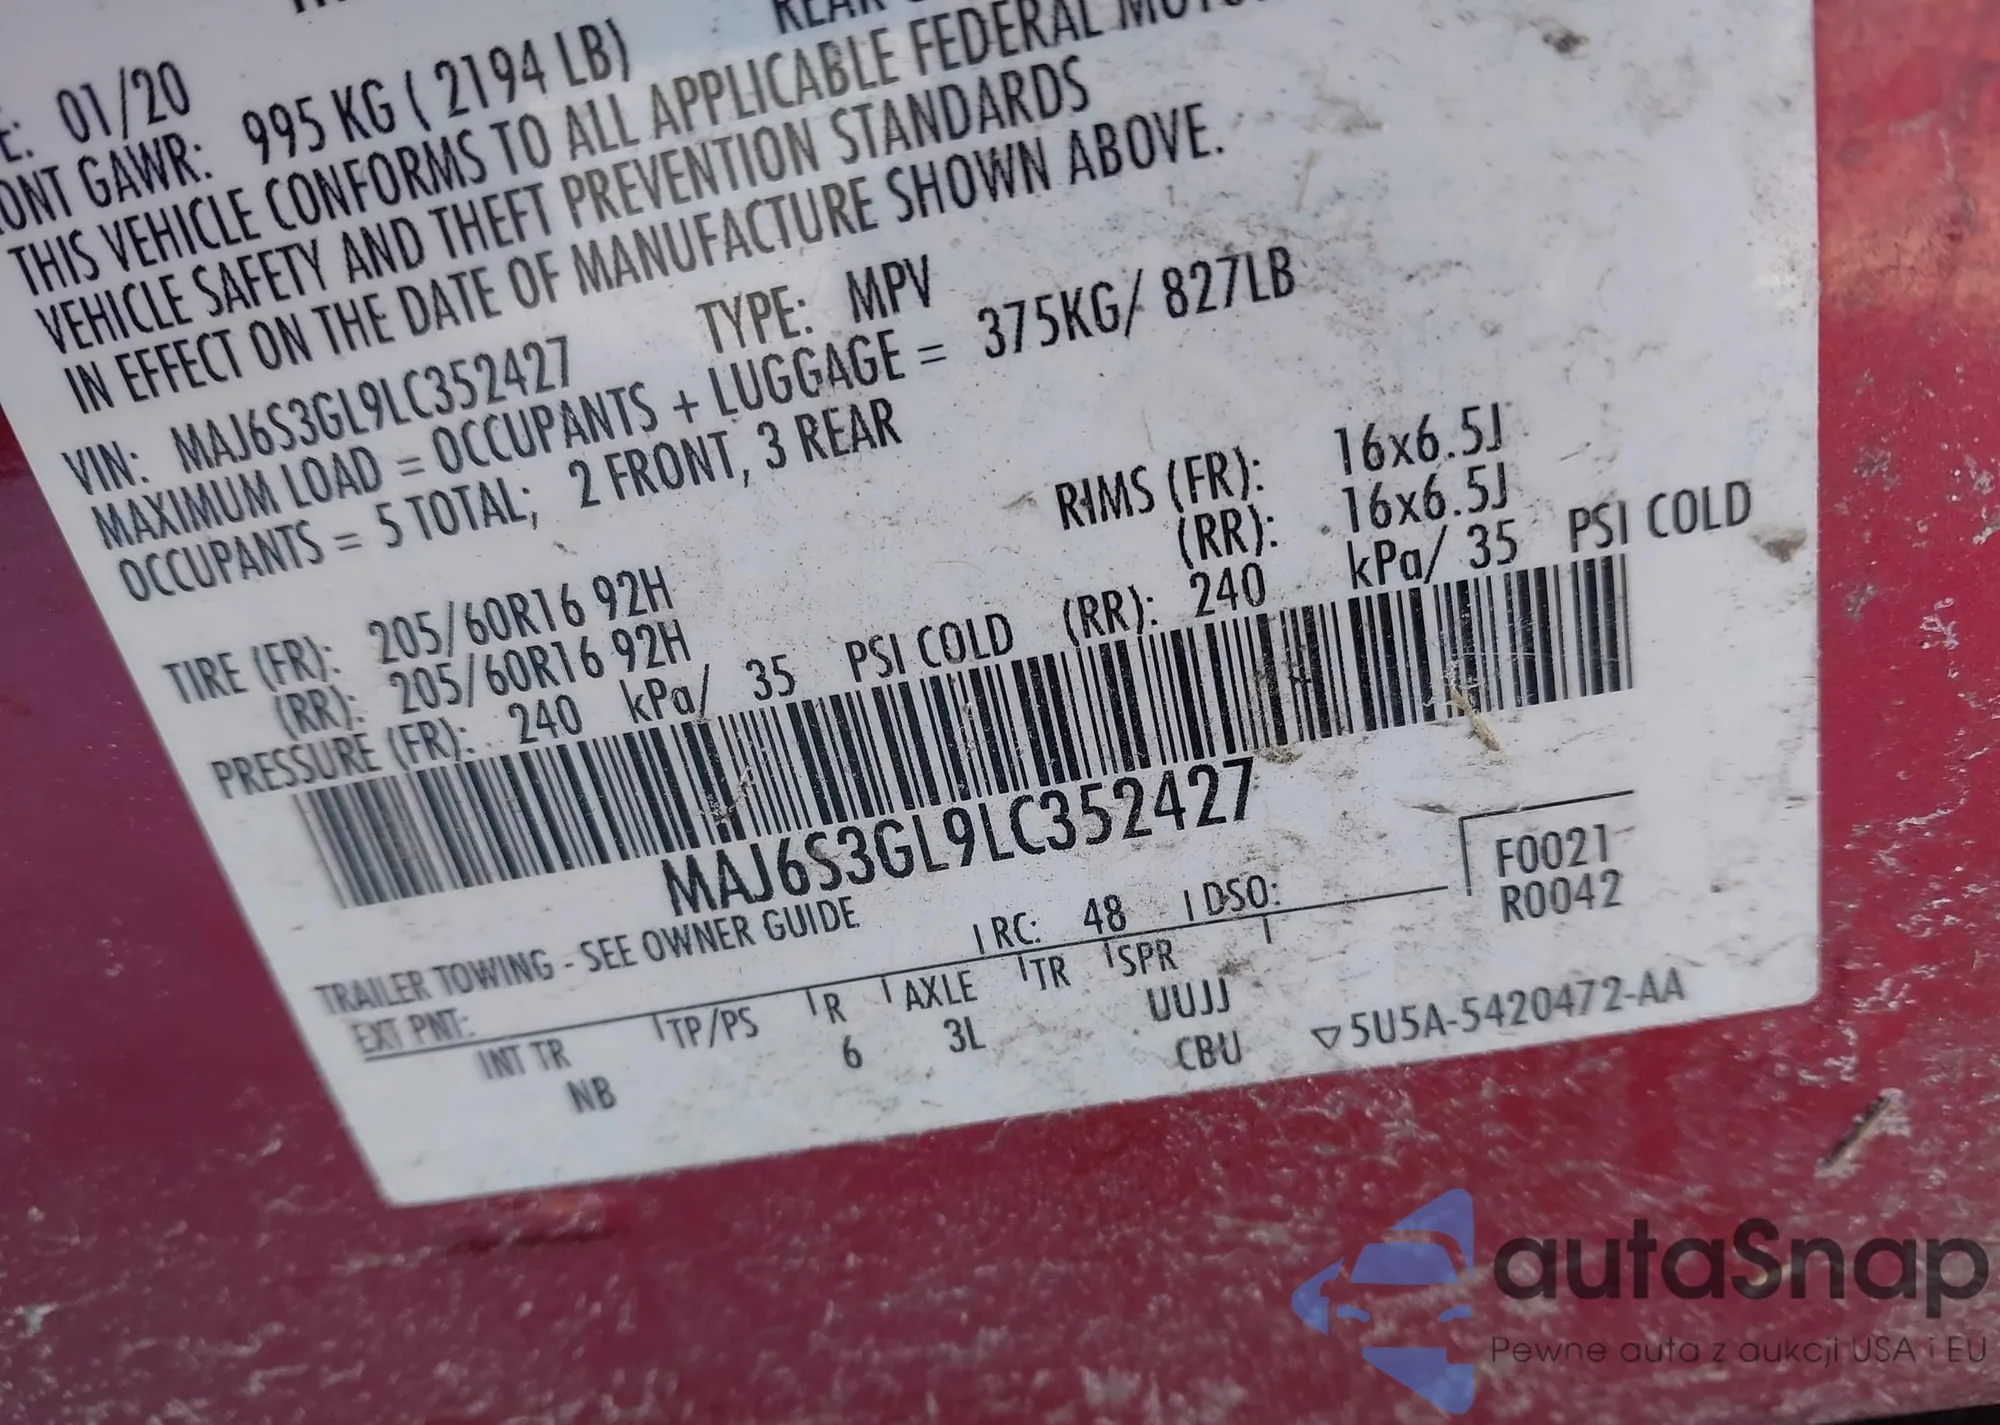 01/20
995 KG ( 2194 LB)
GAWR:
THIS VEHICLE CONFORMS TO ALL APPLICABLE FEDERAL
VEHICLE SAFETY AND THEFT PREVENTION STANDARDS
IN EFFECT ON THE DATE OF MANUFACTURE SHOWN ABOVE.
VIN: MAJ6S3GL9LC352427 TYPE: MPV
MAXIMUM LOAD = OCCUPANTS + LUGGAGE = 375KG/ 827LB
OCCUPANTS = 5 TOTAL; 2 FRONT, 3 REAR
TIRE (FR): 205/60R16 92H RIMS (FR): 16x6.5J
(RR): 205/60R16 92H (RR): 16x6.5J
PRESSURE (FR): 240 kPa/ 35 PSI COLD (RR): 240 kPa/ 35 PSI COLD
MAJ6S3GL9LC352427
F0021
R0042
TRAILER TOWING - SEE OWNER GUIDE
EXT PNT: RC: 48 DSO:
INT TR TP/PS R AXLE TR SPR
NB 6 3L UUJJ
CBU ▽5U5A-5420472-AA
autaSnap
Pewne auta z aukcji USA i EU